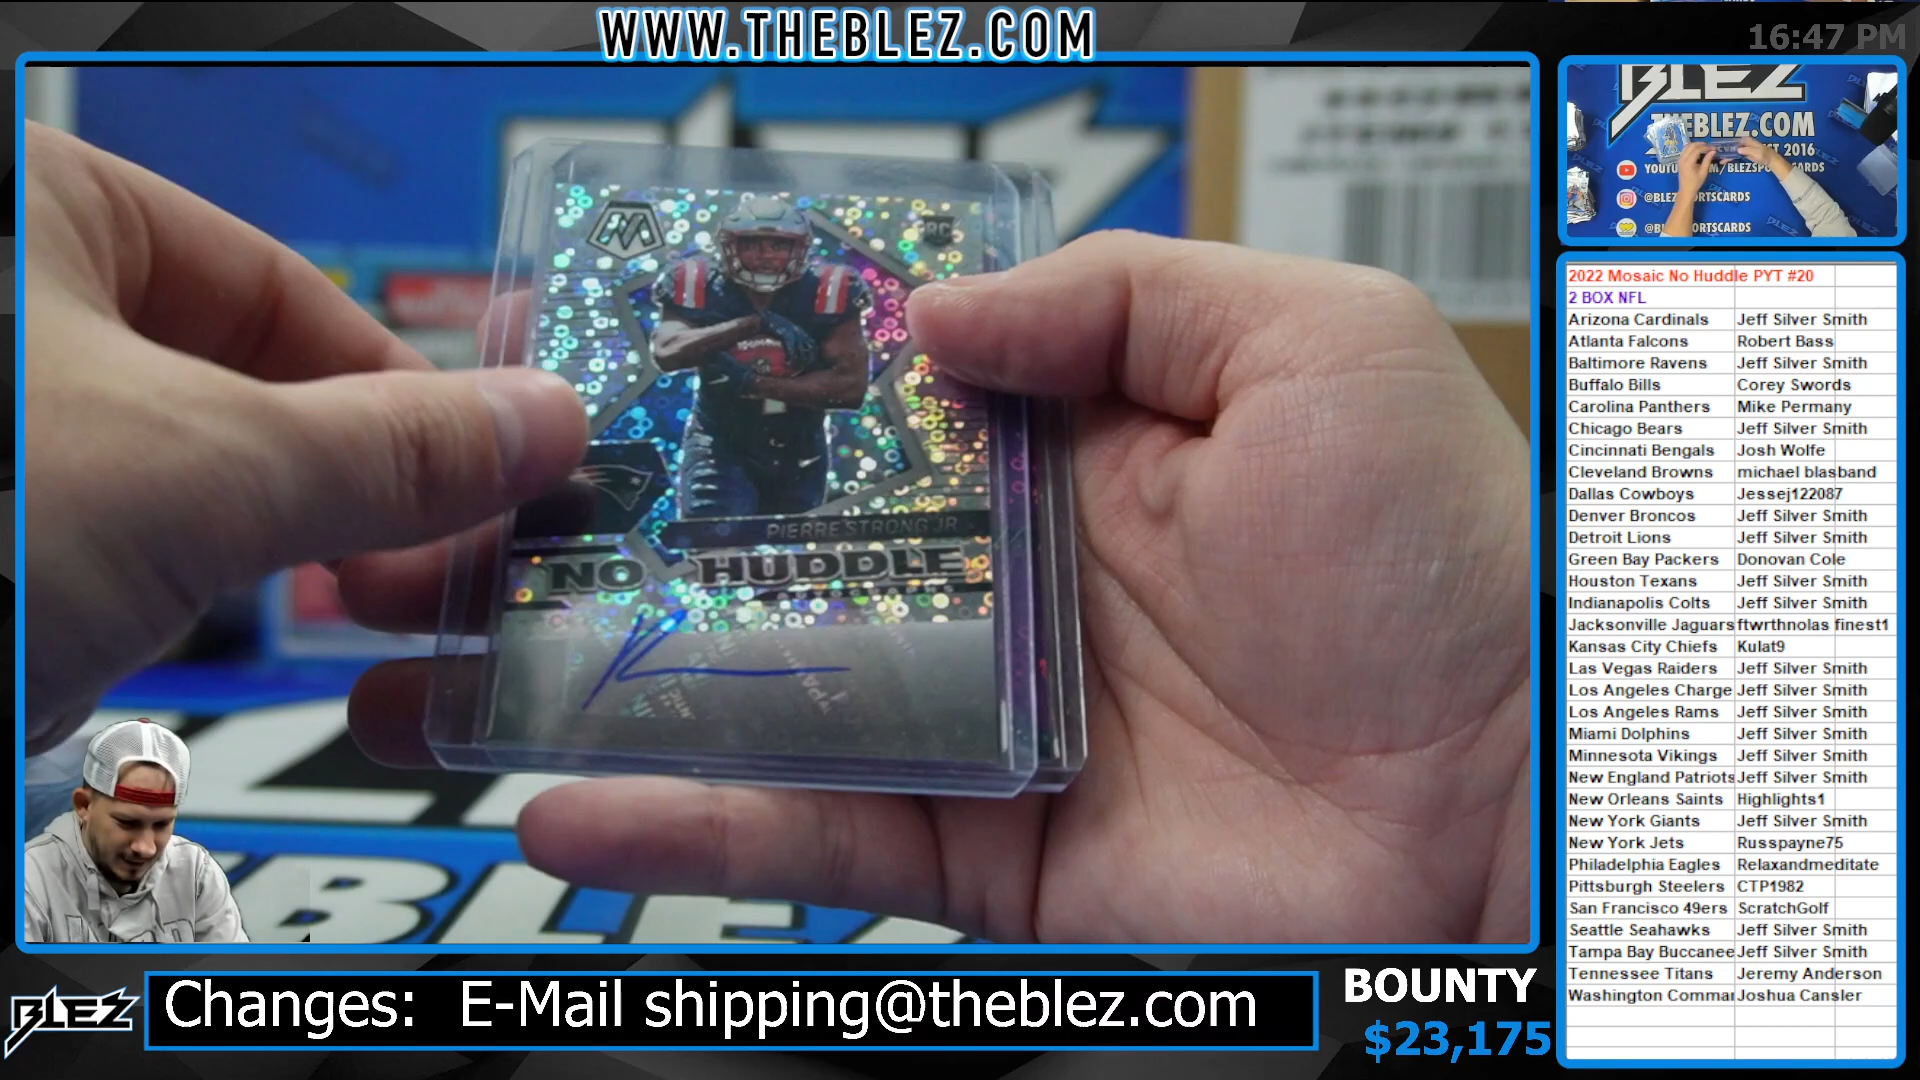 WWW.THEBLEZ.COM
16:47 PM
BLEZ
THEBLEZ.COM
RC
PIERRE STRONG JR
NO HUDDLE
2022 Mosaic No Huddle PYT #20
2 BOX NFL
Arizona Cardinals Jeff Silver Smith
Atlanta Falcons Robert Bass
Baltimore Ravens Jeff Silver Smith
Buffalo Bills Corey Swords
Carolina Panthers Mike Permany
Chicago Bears Jeff Silver Smith
Cincinnati Bengals Josh Wolfe
Cleveland Browns michael blasband
Dallas Cowboys Jessej122087
Denver Broncos Jeff Silver Smith
Detroit Lions Jeff Silver Smith
Green Bay Packers Donovan Cole
Houston Texans Jeff Silver Smith
Indianapolis Colts Jeff Silver Smith
Jacksonville Jaguars ftwrthnolas finest1
Kansas City Chiefs Kulat9
Las Vegas Raiders Jeff Silver Smith
Los Angeles Charge Jeff Silver Smith
Los Angeles Rams Jeff Silver Smith
Miami Dolphins Jeff Silver Smith
Minnesota Vikings Jeff Silver Smith
New England Patriots Jeff Silver Smith
New Orleans Saints Highlights1
New York Giants Jeff Silver Smith
New York Jets Russpayne75
Philadelphia Eagles Relaxandmeditate
Pittsburgh Steelers CTP1982
San Francisco 49ers ScratchGolf
Seattle Seahawks Jeff Silver Smith
Tampa Bay Buccanee Jeff Silver Smith
Tennessee Titans Jeremy Anderson
Washington Comma Joshua Cansler
BLEZ
Changes: E-Mail shipping@theblez.com
BOUNTY
$23,175